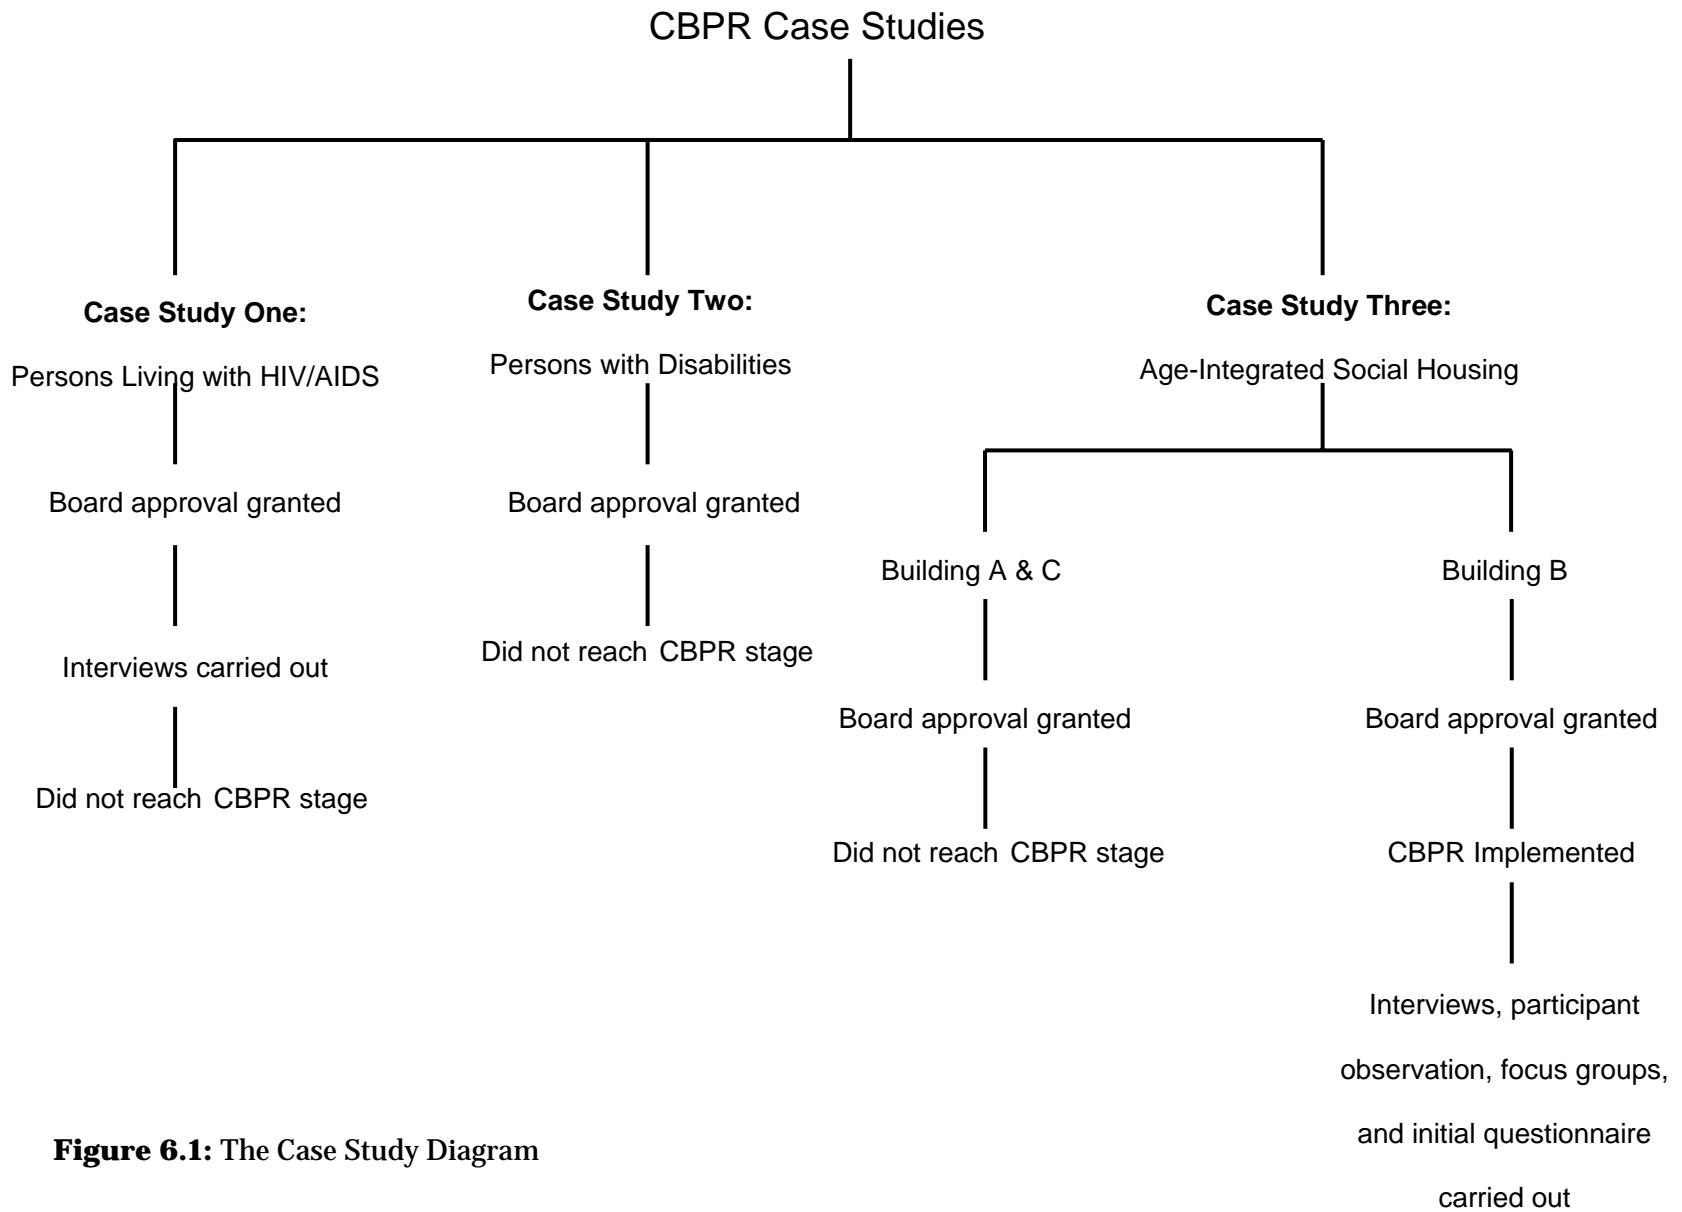 CBPR Case Studies
Case Study One:
Persons Living with HIV/AIDS
Board approval granted
Interviews carried out
Did not reach CBPR stage
Case Study Two:
Persons with Disabilities
Board approval granted
Did not reach CBPR stage
Case Study Three:
Age-Integrated Social Housing
Building A & C
Board approval granted
Did not reach CBPR stage
Building B
Board approval granted
CBPR Implemented
Interviews, participant
observation, focus groups,
and initial questionnaire
carried out
Figure 6.1: The Case Study Diagram